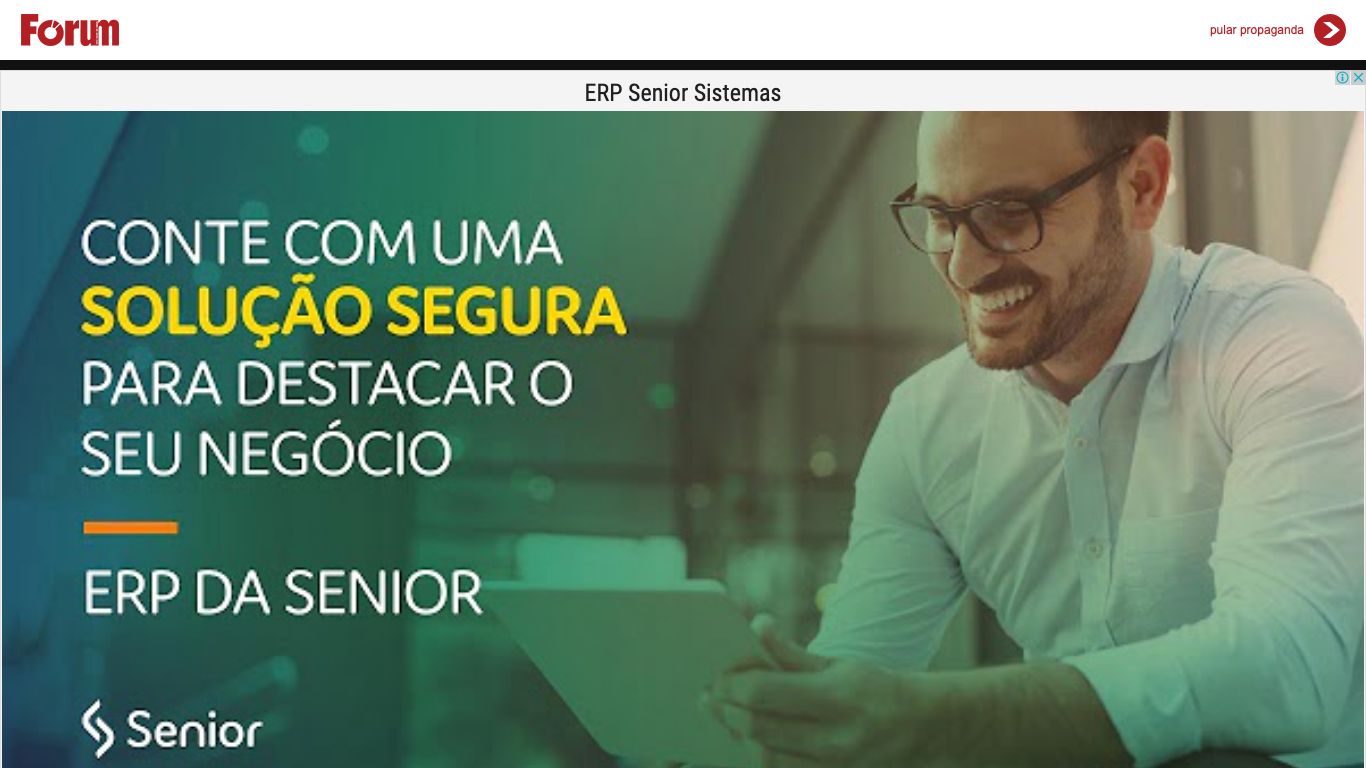 Forum
pular propaganda
ERP Senior Sistemas
CONTE COM UMA
SOLUÇÃO SEGURA
PARA DESTACAR O
SEU NEGÓCIO
ERP DA SENIOR
Senior